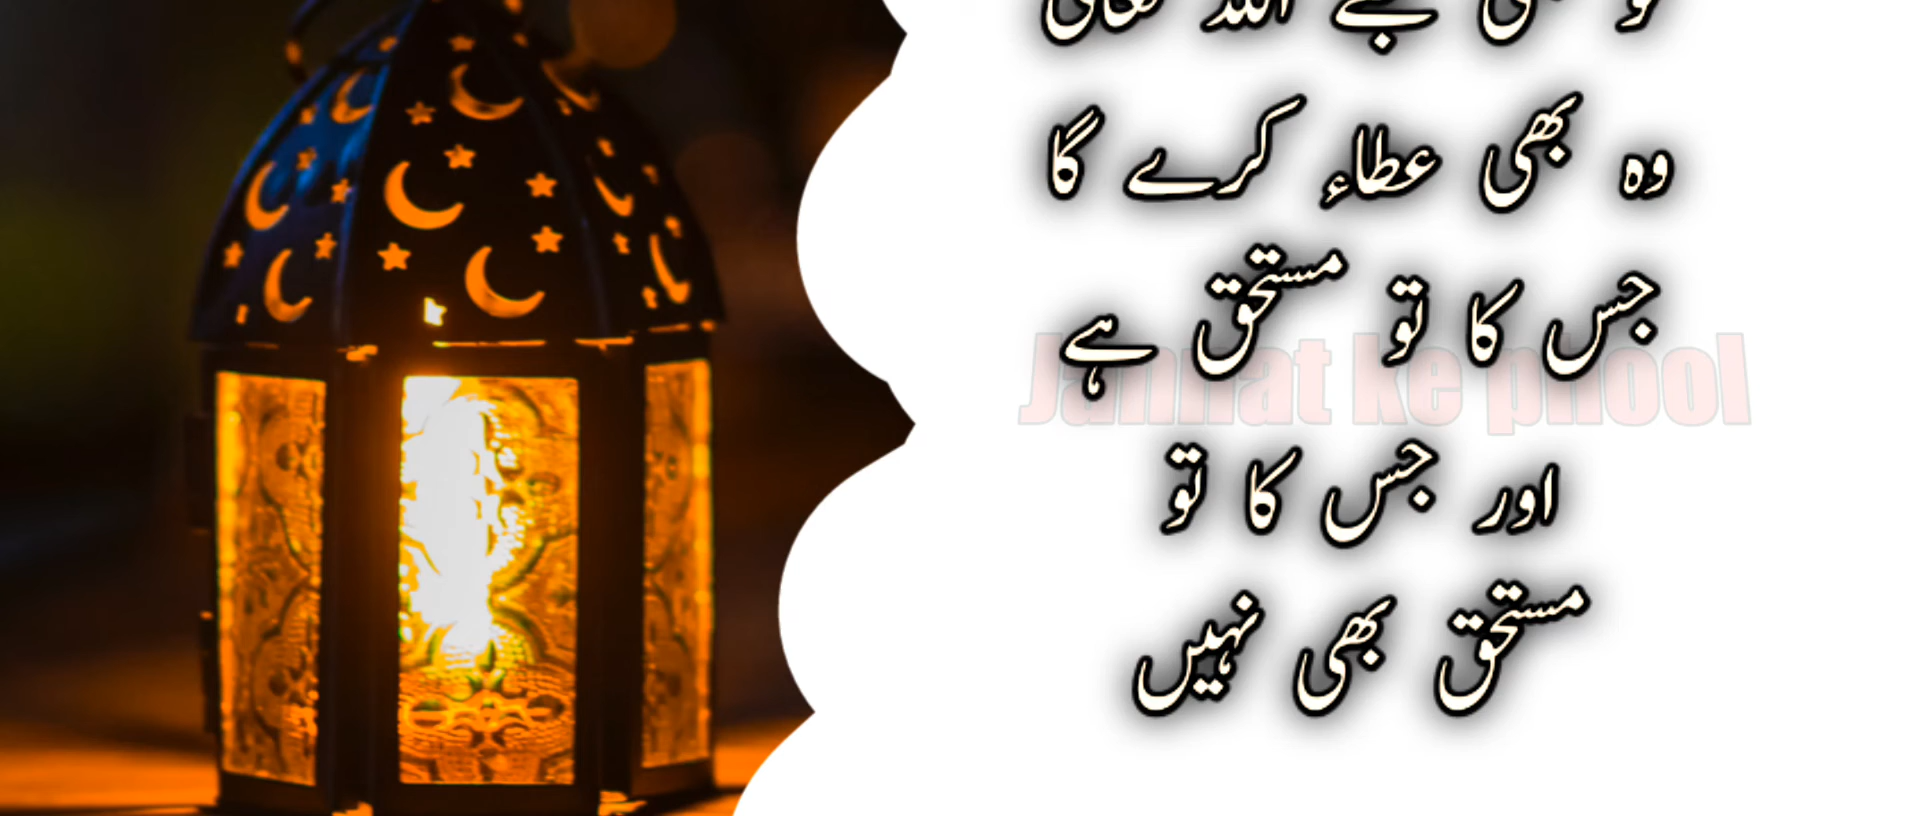 تعالی
وہ بھی عطاء کرے گا
جس کا تو مستحق ہے
Jannat ke phool
اور جس کا تو
مستحق بھی نہیں